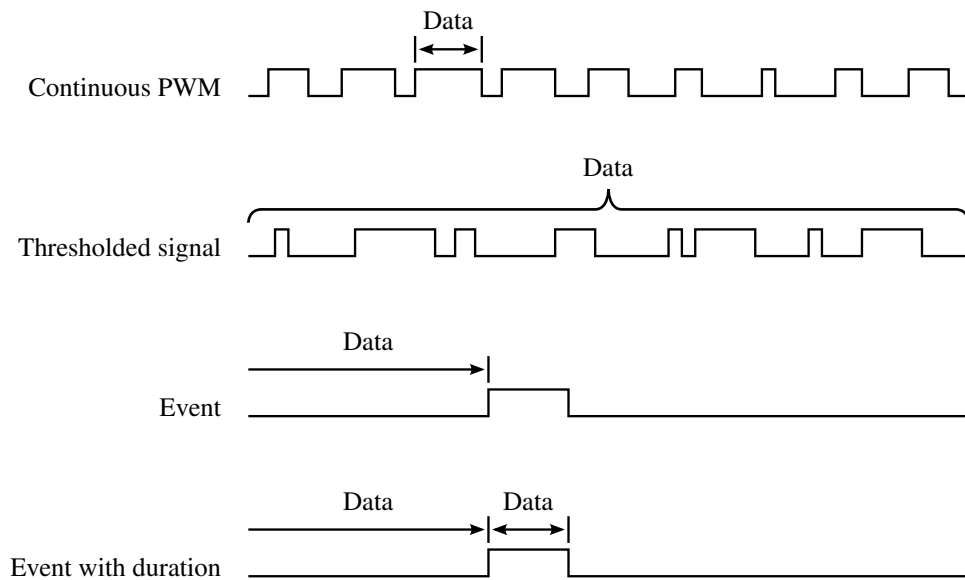 Data
Continuous PWM
Data
Thresholded signal
Data
Event
Data Data
Event with duration